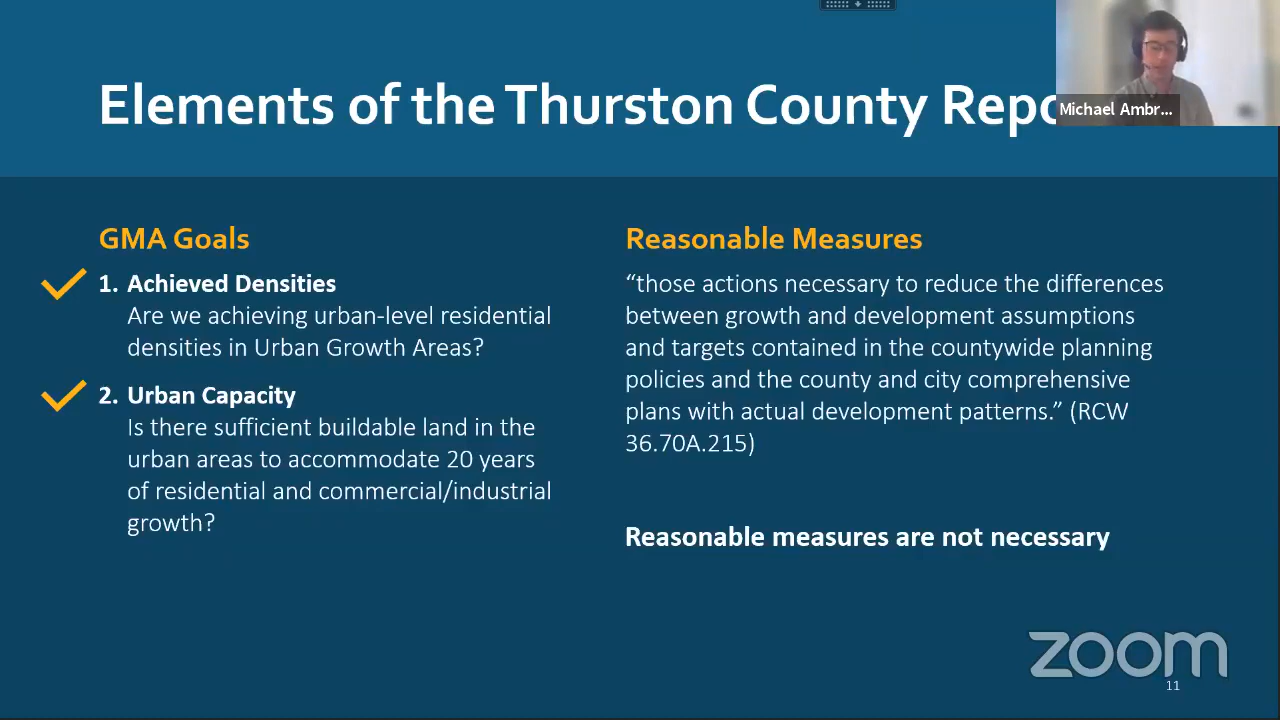 Elements of the Thurston County Repo
Michael Ambr...
GMA Goals
1. Achieved Densities
Are we achieving urban-level residential
densities in Urban Growth Areas?
2. Urban Capacity
Is there sufficient buildable land in the
urban areas to accommodate 20 years
of residential and commercial/industrial
growth?
Reasonable Measures
“those actions necessary to reduce the differences
between growth and development assumptions
and targets contained in the countywide planning
policies and the county and city comprehensive
plans with actual development patterns.” (RCW
36.70A.215)
Reasonable measures are not necessary
zoom
11